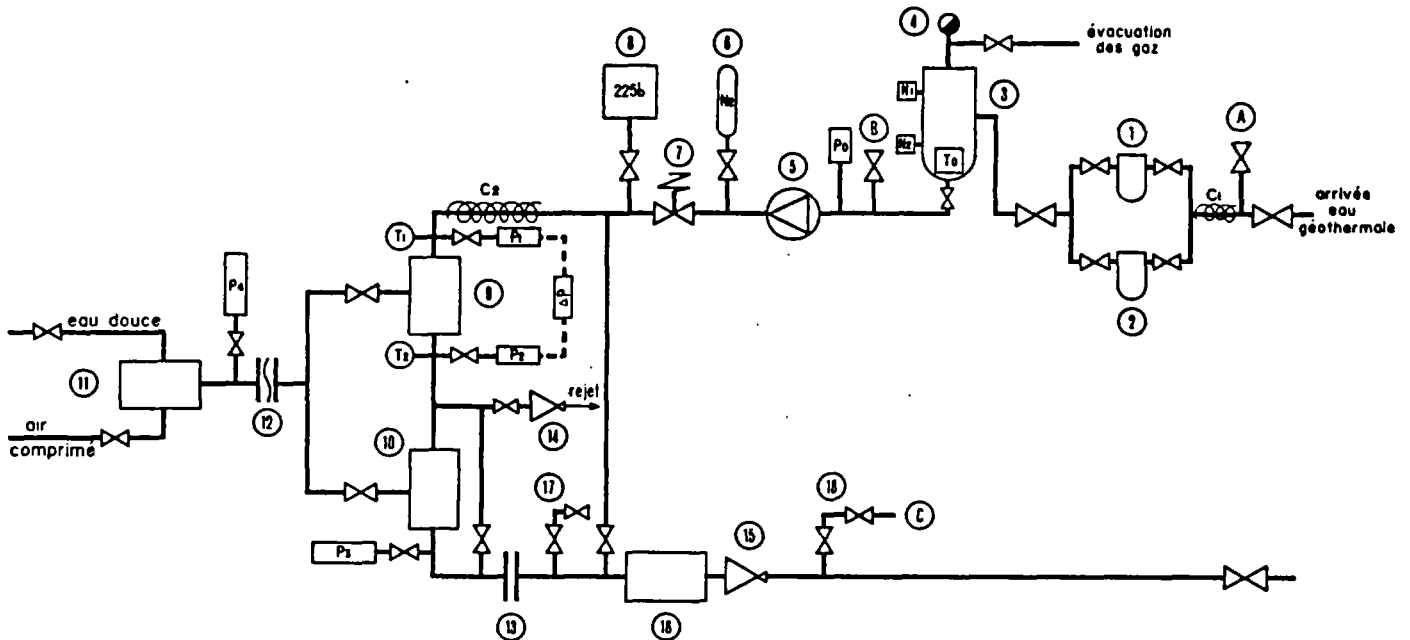 4
évacuation
des gaz
8
6
225b
Ne
N1
3
7
B
1
A
P0
N2
5
T0
C2
C1
arrivée
eau
géothermale
T1
P1
P4
9
ΔP
2
eau douce
T2
P2
11
rejet
12
10
14
air
comprimé
17
18
C
15
P3
13
16